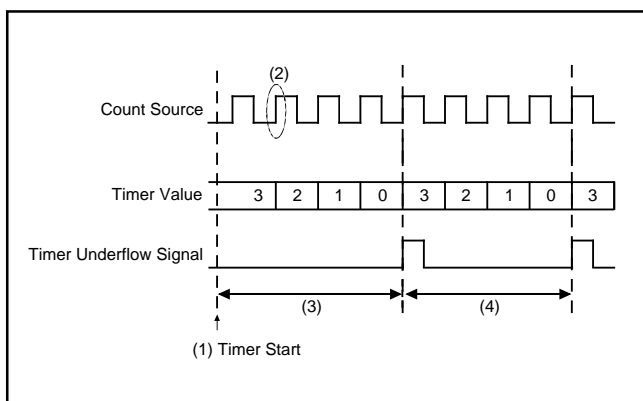 (2)
Count Source
Timer Value 3 2 1 0 3 2 1 0 3
Timer Underflow Signal
(3) (4)
(1) Timer Start